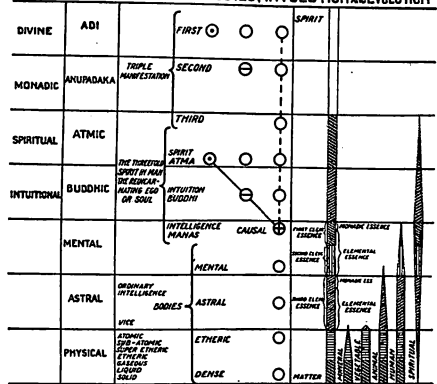 DIVINE
ADI
FIRST
SPIRIT
MONADIC
ANUPADAKA
TRIPLE
MANIFESTATION
SECOND
THIRD
SPIRITUAL
ATMIC
SPIRIT
ATMA
THE THREEFOLD
SPIRIT IN MAN
THE REINCAR-
NATING EGO
OR SOUL
INTUITIONAL
BUDDHIC
INTUITION
BUDDHI
INTELLIGENCE
MANAS
CAUSAL
MENTAL
MENTAL
FIRST ELEM
ESSENCE
MONADIC ESSENCE
SECOND ELEM
ESSENCE
ELEMENTAL
ESSENCE
ASTRAL
ORDINARY
INTELLIGENCE
VICE
BODIES
ASTRAL
THIRD ELEM
ESSENCE
MONADIC ESS
ELEMENTAL
ESSENCE
PHYSICAL
ATOMIC
SUB-ATOMIC
SUPER ETHERIC
ETHERIC
GASEOUS
LIQUID
SOLID
ETHERIC
DENSE
MATTER
MINERAL
VEGETABLE
ANIMAL
HUMAN
SPIRITUAL